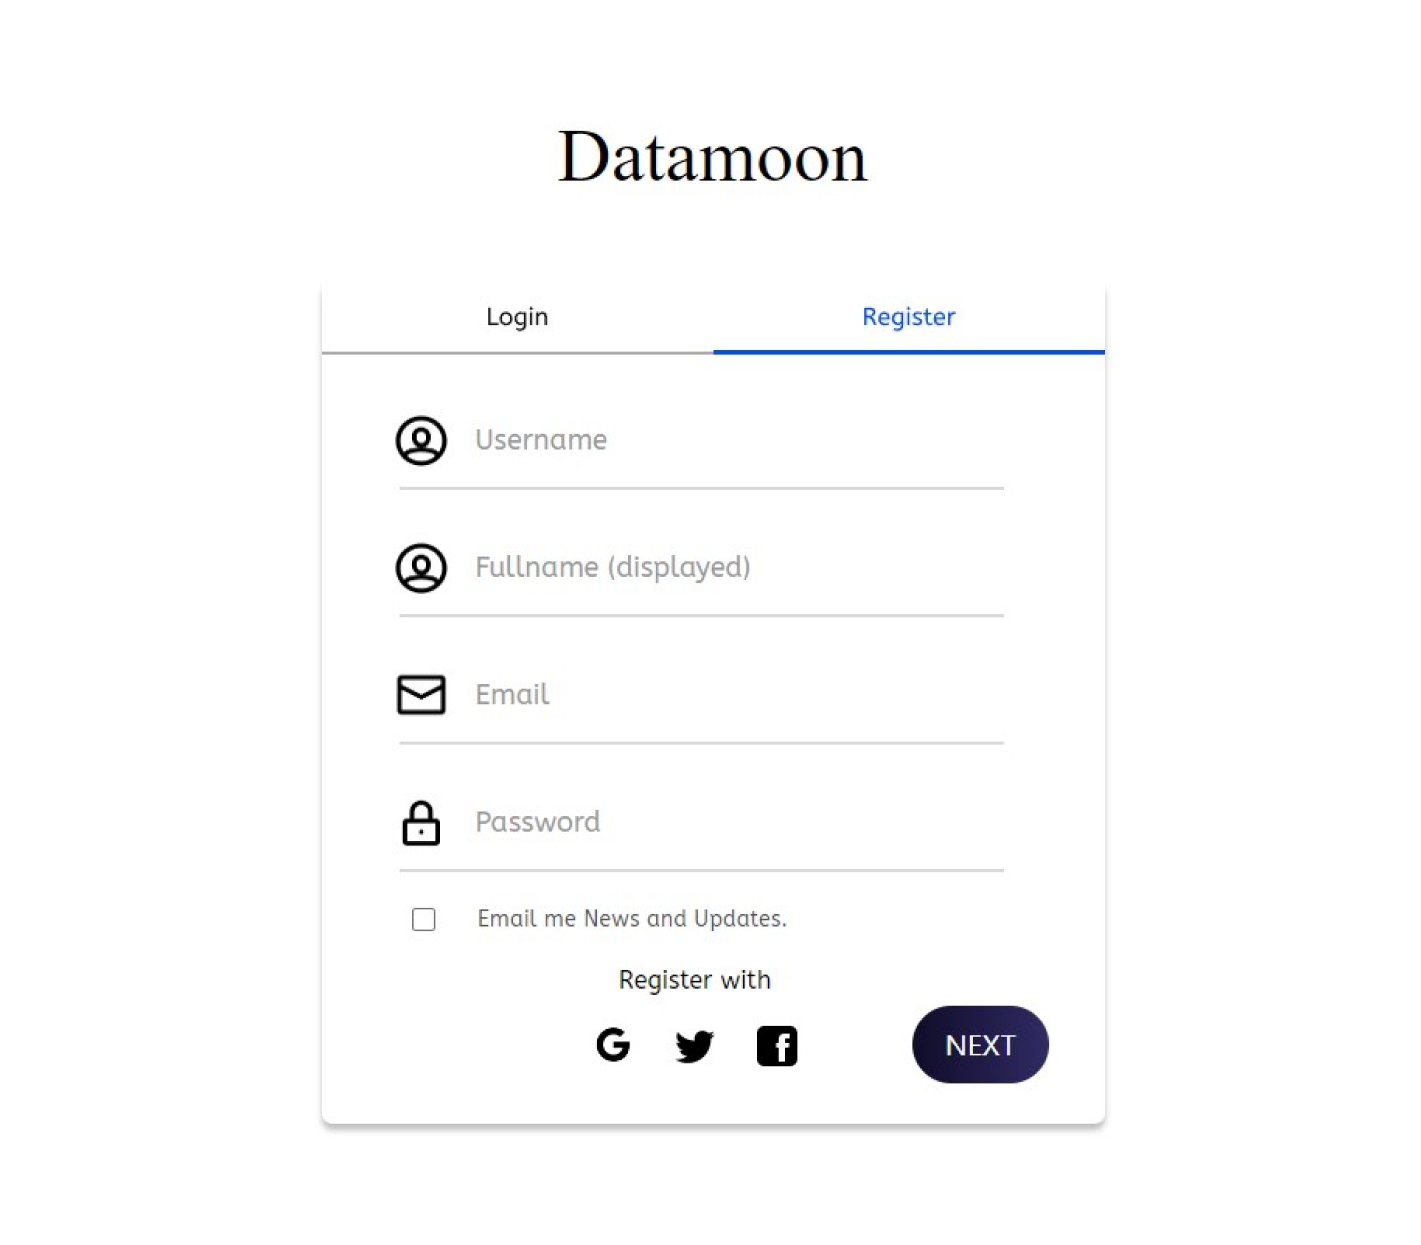 Datamoon
Login Register
Username
Fullname (displayed)
Email
Password
Email me News and Updates.
Register with
NEXT